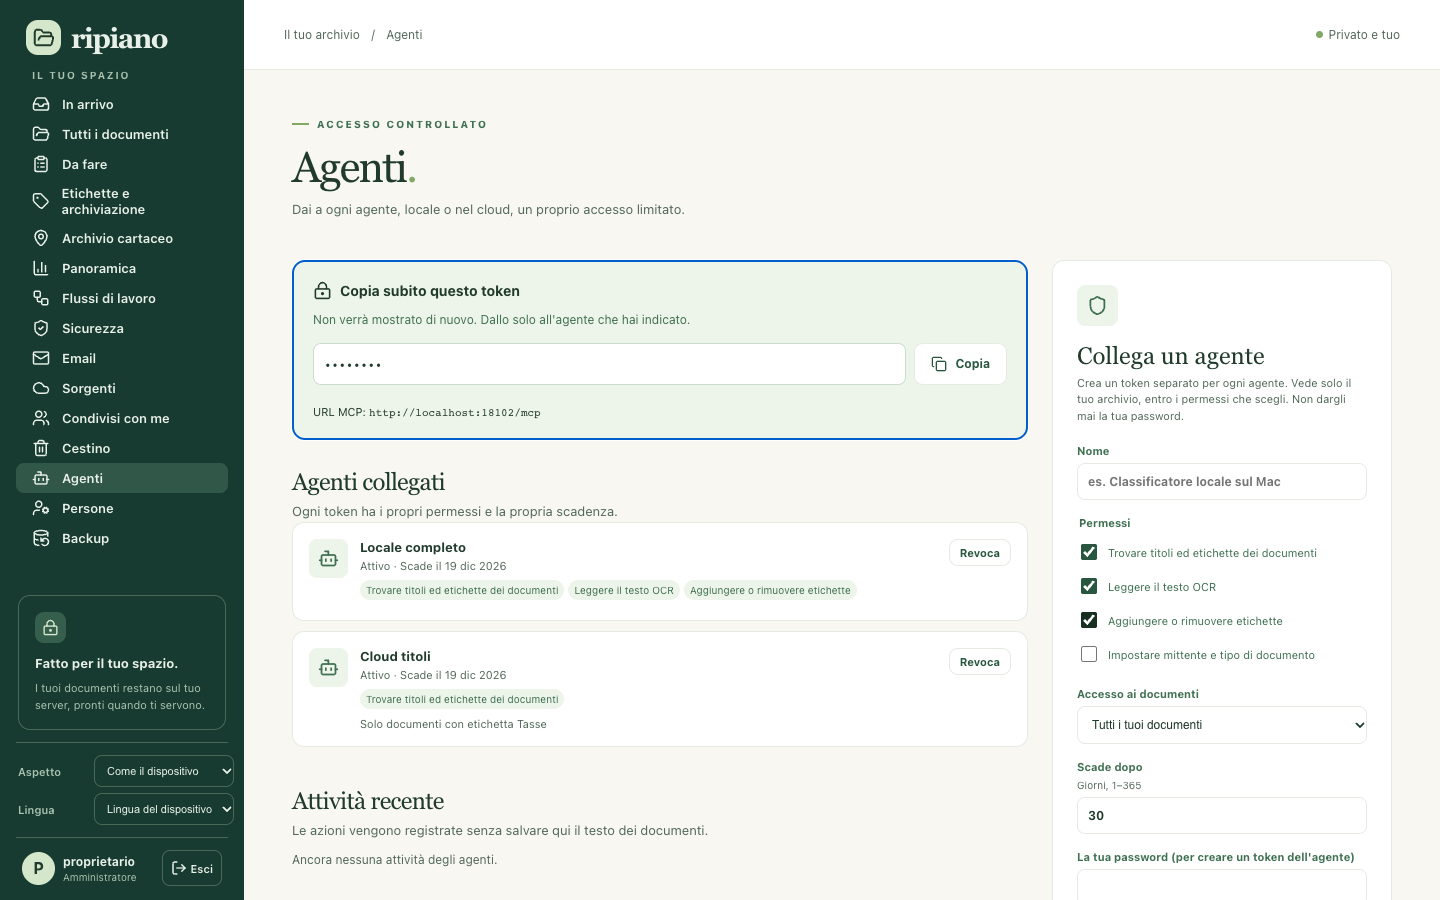 ripiano
IL TUO SPAZIO
In arrivo
Tutti i documenti
Da fare
Etichette e
archiviazione
Archivio cartaceo
Panoramica
Flussi di lavoro
Sicurezza
Email
Sorgenti
Condivisi con me
Cestino
Agenti
Persone
Backup
Fatto per il tuo spazio.
I tuoi documenti restano sul tuo
server, pronti quando ti servono.
Aspetto
Come il dispositivo
Lingua
Lingua del dispositivo
P
proprietario
Amministratore
Esci
Il tuo archivio / Agenti
Privato e tuo
ACCESSO CONTROLLATO
Agenti.
Dai a ogni agente, locale o nel cloud, un proprio accesso limitato.
Copia subito questo token
Non verrà mostrato di nuovo. Dallo solo all'agente che hai indicato.
••••••••
Copia
URL MCP: http://localhost:18102/mcp
Agenti collegati
Ogni token ha i propri permessi e la propria scadenza.
Locale completo
Attivo · Scade il 19 dic 2026
Trovare titoli ed etichette dei documenti
Leggere il testo OCR
Aggiungere o rimuovere etichette
Revoca
Cloud titoli
Attivo · Scade il 19 dic 2026
Trovare titoli ed etichette dei documenti
Solo documenti con etichetta Tasse
Revoca
Attività recente
Le azioni vengono registrate senza salvare qui il testo dei documenti.
Ancora nessuna attività degli agenti.
Collega un agente
Crea un token separato per ogni agente. Vede solo il
tuo archivio, entro i permessi che scegli. Non dargli
mai la tua password.
Nome
es. Classificatore locale sul Mac
Permessi
Trovare titoli ed etichette dei documenti
Leggere il testo OCR
Aggiungere o rimuovere etichette
Impostare mittente e tipo di documento
Accesso ai documenti
Tutti i tuoi documenti
Scade dopo
Giorni, 1–365
30
La tua password (per creare un token dell'agente)